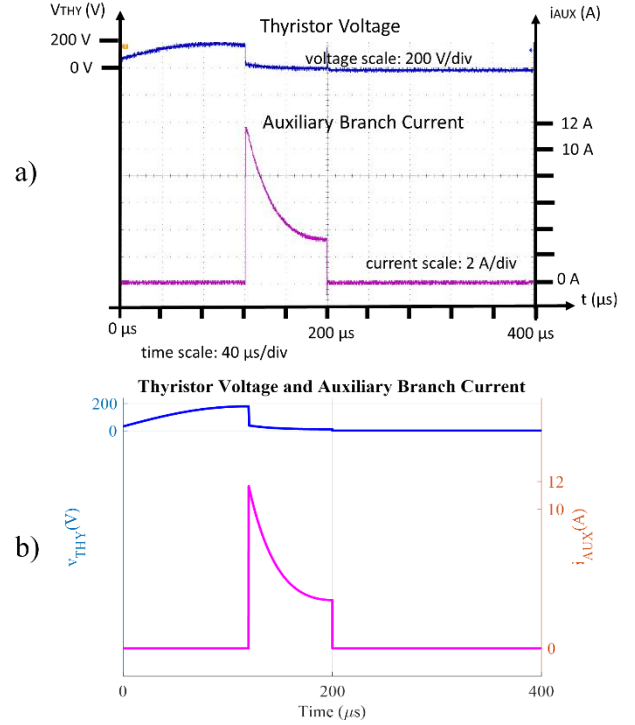 VTHY (V)
iAUX (A)
Thyristor Voltage
200 V
voltage scale: 200 V/div
0 V
Auxiliary Branch Current
12 A
10 A
a)
current scale: 2 A/div
0 A
t (µs)
0 µs
200 µs
400 µs
time scale: 40 µs/div
Thyristor Voltage and Auxiliary Branch Current
200
0
12
10
vTHY(V)
iAUX(A)
b)
0
0
200
400
Time (µs)